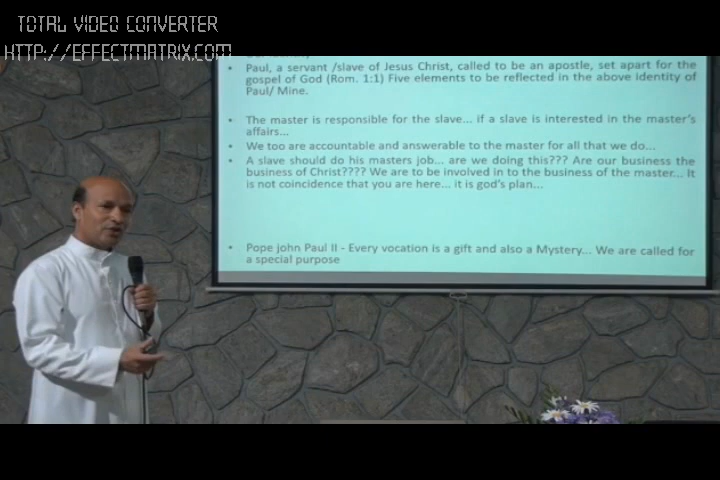 TOTAL VIDEO CONVERTER
HTTP://EFFECTMATRIX.COM
• Paul, a servant /slave of Jesus Christ, called to be an apostle, set apart for the
gospel of God (Rom. 1:1) Five elements to be reflected in the above identity of
Paul/ Mine.
• The master is responsible for the slave... if a slave is interested in the master's
affairs...
• We too are accountable and answerable to the master for all that we do...
• A slave should do his masters job... are we doing this??? Are our business the
business of Christ???? We are to be involved in to the business of the master... It
is not coincidence that you are here... it is god's plan...
• Pope john Paul II - Every vocation is a gift and also a Mystery... We are called for
a special purpose